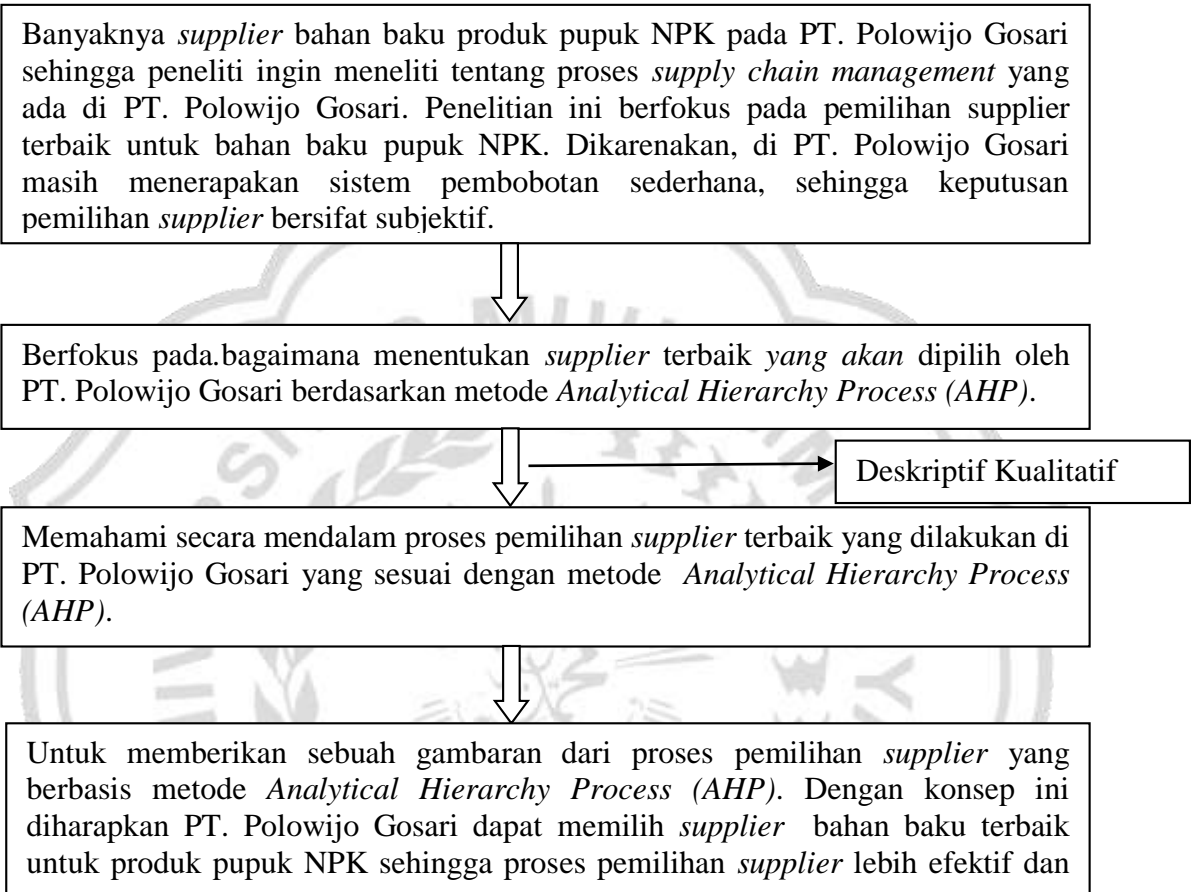 Banyaknya supplier bahan baku produk pupuk NPK pada PT. Polowijo Gosari
sehingga peneliti ingin meneliti tentang proses supply chain management yang
ada di PT. Polowijo Gosari. Penelitian ini berfokus pada pemilihan supplier
terbaik untuk bahan baku pupuk NPK. Dikarenakan, di PT. Polowijo Gosari
masih menerapakan sistem pembobotan sederhana, sehingga keputusan
pemilihan supplier bersifat subjektif.
Berfokus pada.bagaimana menentukan supplier terbaik yang akan dipilih oleh
PT. Polowijo Gosari berdasarkan metode Analytical Hierarchy Process (AHP).
Deskriptif Kualitatif
Memahami secara mendalam proses pemilihan supplier terbaik yang dilakukan di
PT. Polowijo Gosari yang sesuai dengan metode Analytical Hierarchy Process
(AHP).
Untuk memberikan sebuah gambaran dari proses pemilihan supplier yang
berbasis metode Analytical Hierarchy Process (AHP). Dengan konsep ini
diharapkan PT. Polowijo Gosari dapat memilih supplier bahan baku terbaik
untuk produk pupuk NPK sehingga proses pemilihan supplier lebih efektif dan